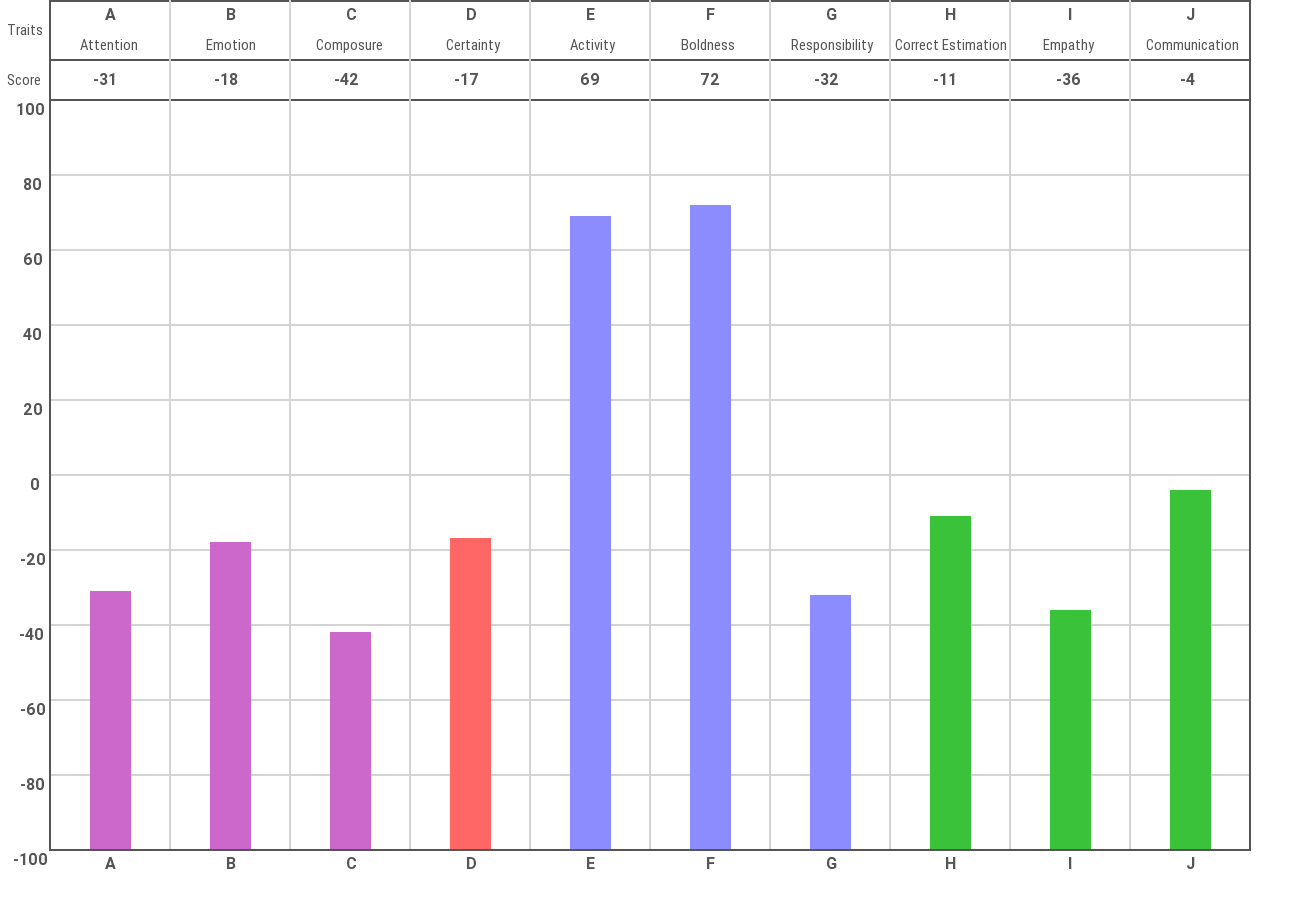 A B C D E F G H I J
Traits
Attention Emotion Composure Certainty Activity Boldness Responsibility Correct Estimation Empathy Communication
Score -31 -18 -42 -17 69 72 -32 -11 -36 -4
100
80
60
40
20
0
-20
-40
-60
-80
-100
A B C D E F G H I J